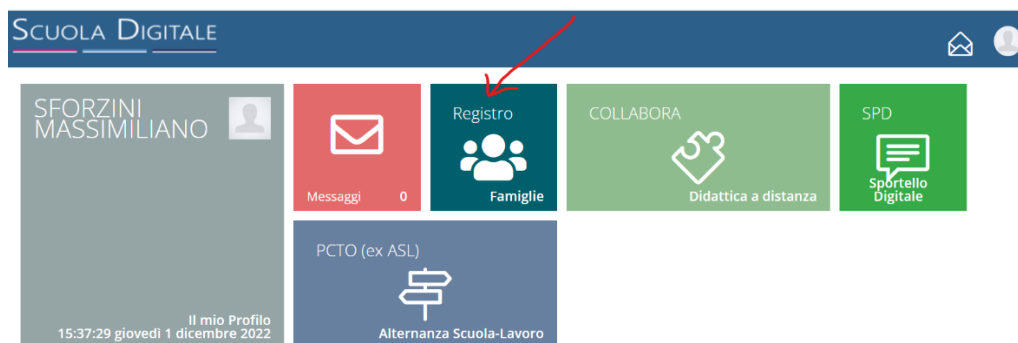 SCUOLA DIGITALE
SFORZINI
MASSIMILIANO
Il mio Profilo
15:37:29 giovedì 1 dicembre 2022
Messaggi 0
Registro
Famiglie
COLLABORA
Didattica a distanza
SPD
Sportello
Digitale
PCTO (ex ASL)
Alternanza Scuola-Lavoro